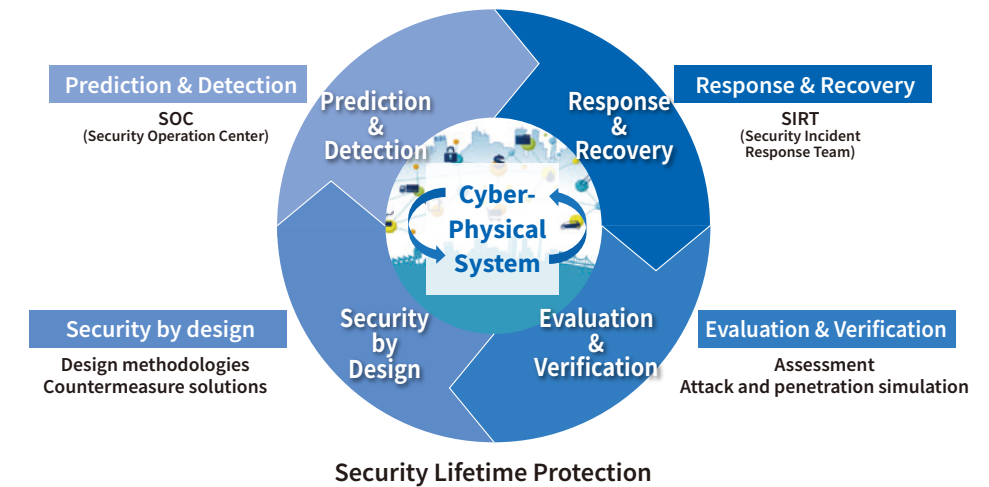 Prediction & Detection
SOC
(Security Operation Center)
Response & Recovery
SIRT
(Security Incident
Response Team)
Prediction
&
Detection
Response
&
Recovery
Cyber-
Physical
System
Security
by
Design
Evaluation
&
Verification
Security by design
Design methodologies
Countermeasure solutions
Evaluation & Verification
Assessment
Attack and penetration simulation
Security Lifetime Protection